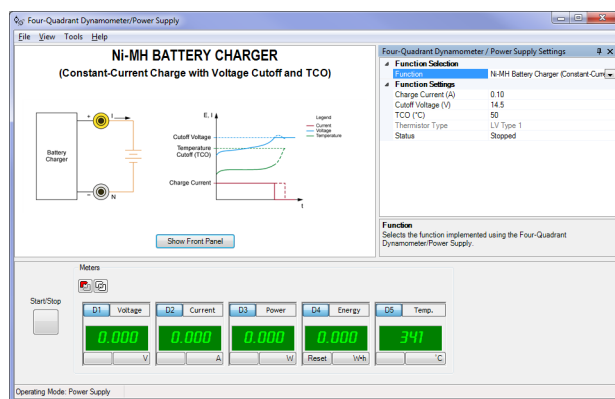 Four-Quadrant Dynamometer/Power Supply
File View Tools Help
Ni-MH BATTERY CHARGER
(Constant-Current Charge with Voltage Cutoff and TCO)
Battery
Charger
+
I
−
N
E, I
Cutoff Voltage
Temperature
Cutoff (TCO)
Charge Current
t
Legend
Current
Voltage
Temperature
Show Front Panel
Four-Quadrant Dynamometer / Power Supply Settings
Function Selection
Function Ni-MH Battery Charger (Constant-Curre
Function Settings
Charge Current (A) 0.10
Cutoff Voltage (V) 14.5
TCO (°C) 50
Thermistor Type LV Type 1
Status Stopped
Function
Selects the function implemented using the Four-Quadrant
Dynamometer/Power Supply.
Meters
Start/Stop
D1 Voltage D2 Current D3 Power D4 Energy D5 Temp.
0.000 0.000 0.000 0.000 341
V A W Reset W•h °C
Operating Mode: Power Supply